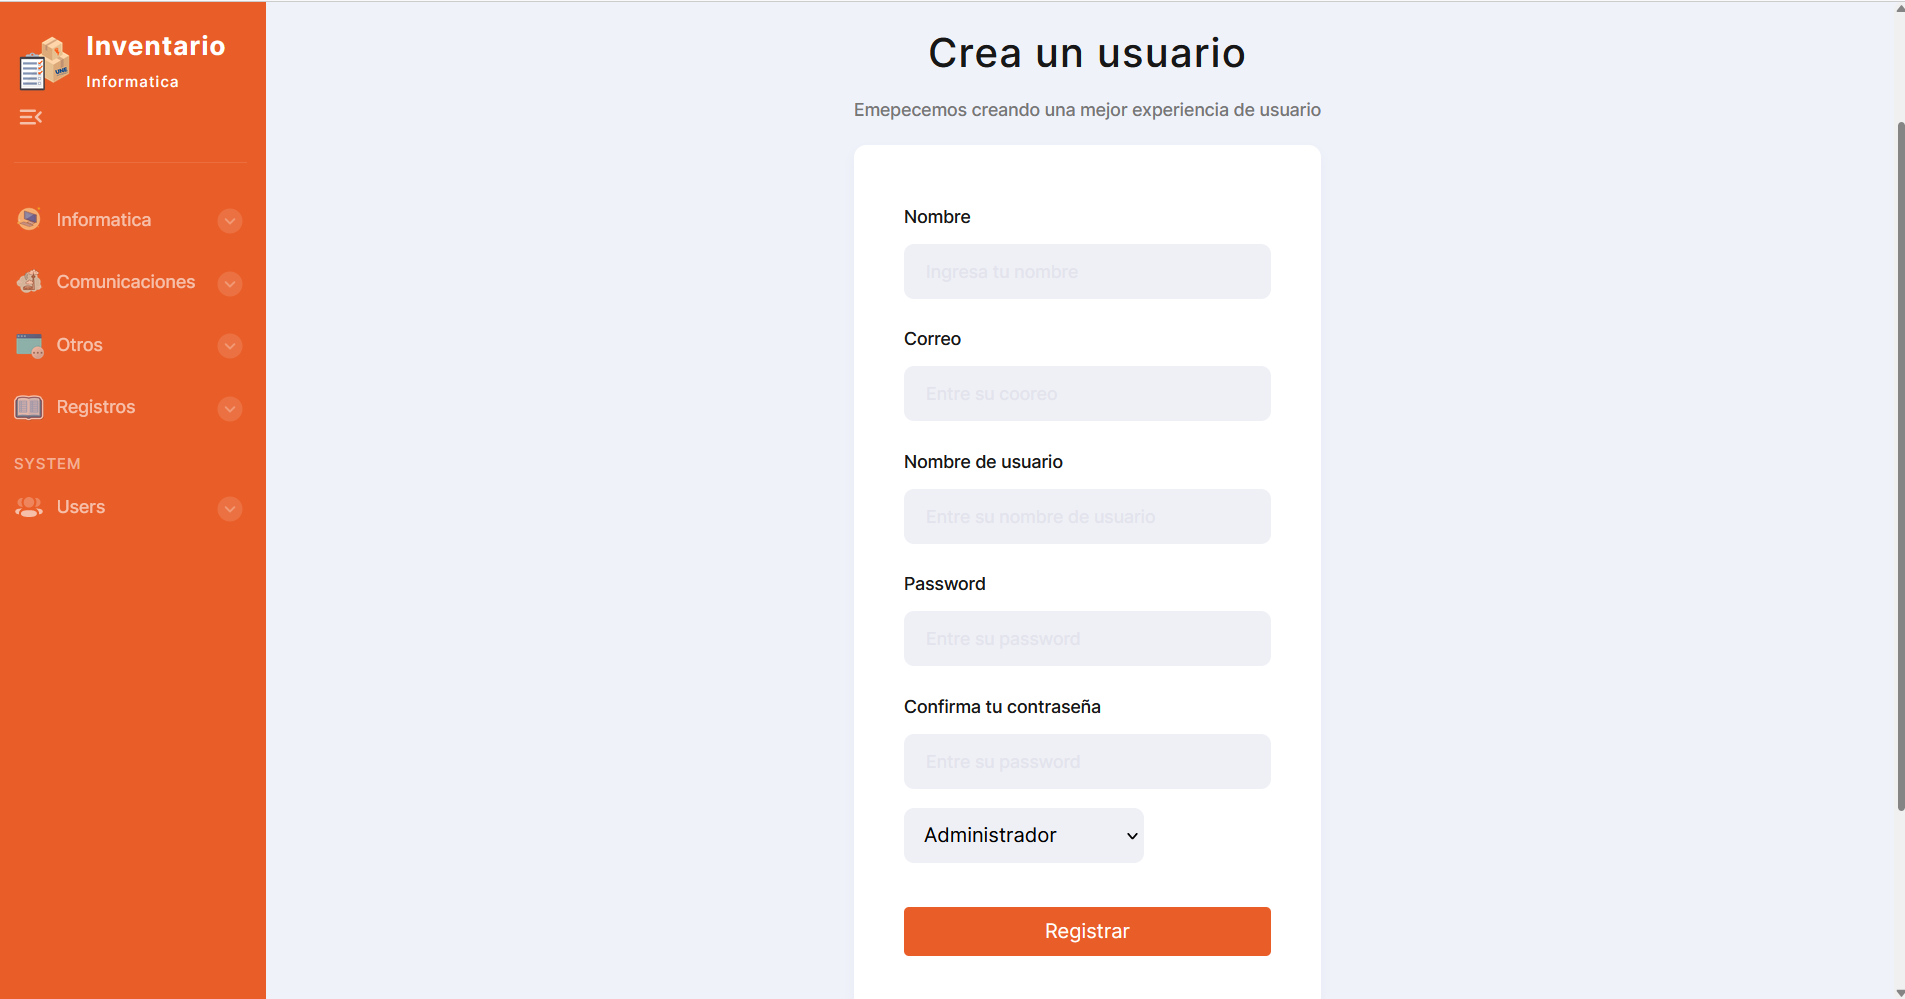 Inventario
Informatica
Informatica
Comunicaciones
Otros
Registros
SYSTEM
Users
Crea un usuario
Emepecemos creando una mejor experiencia de usuario
Nombre
Ingresa tu nombre
Correo
Entre su cooreo
Nombre de usuario
Entre su nombre de usuario
Password
Entre su password
Confirma tu contraseña
Entre su password
Administrador
Registrar